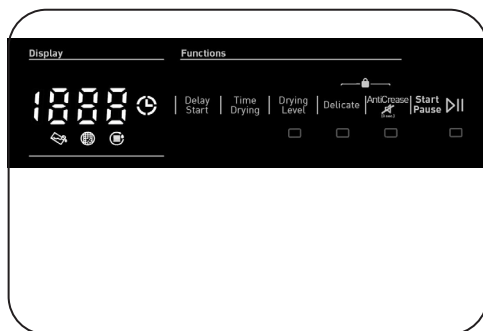 Display
Functions
1888
Delay
Start
Time
Drying
Drying
Level
Delicate
AntiCrease
Start
Pause